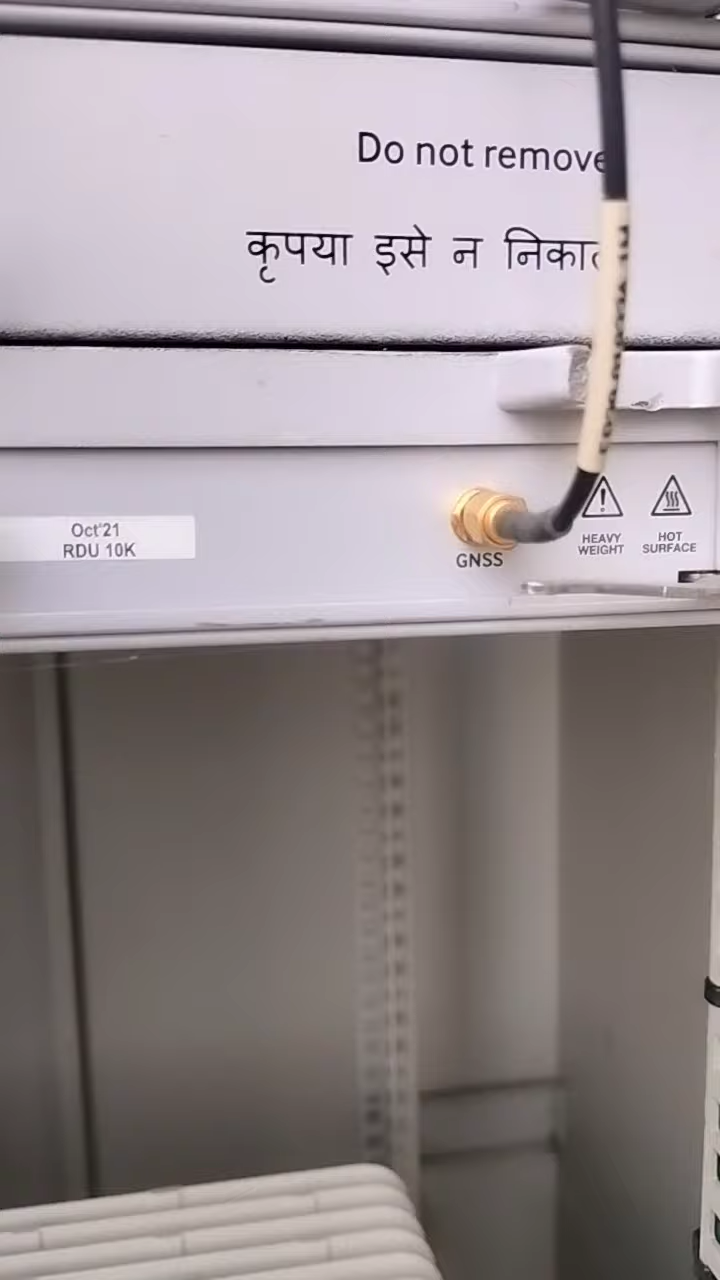 Do not remove
कृपया इसे न
Oct'21
RDU 10K
GNSS
HEAVY
WEIGHT
HOT
SURFACE